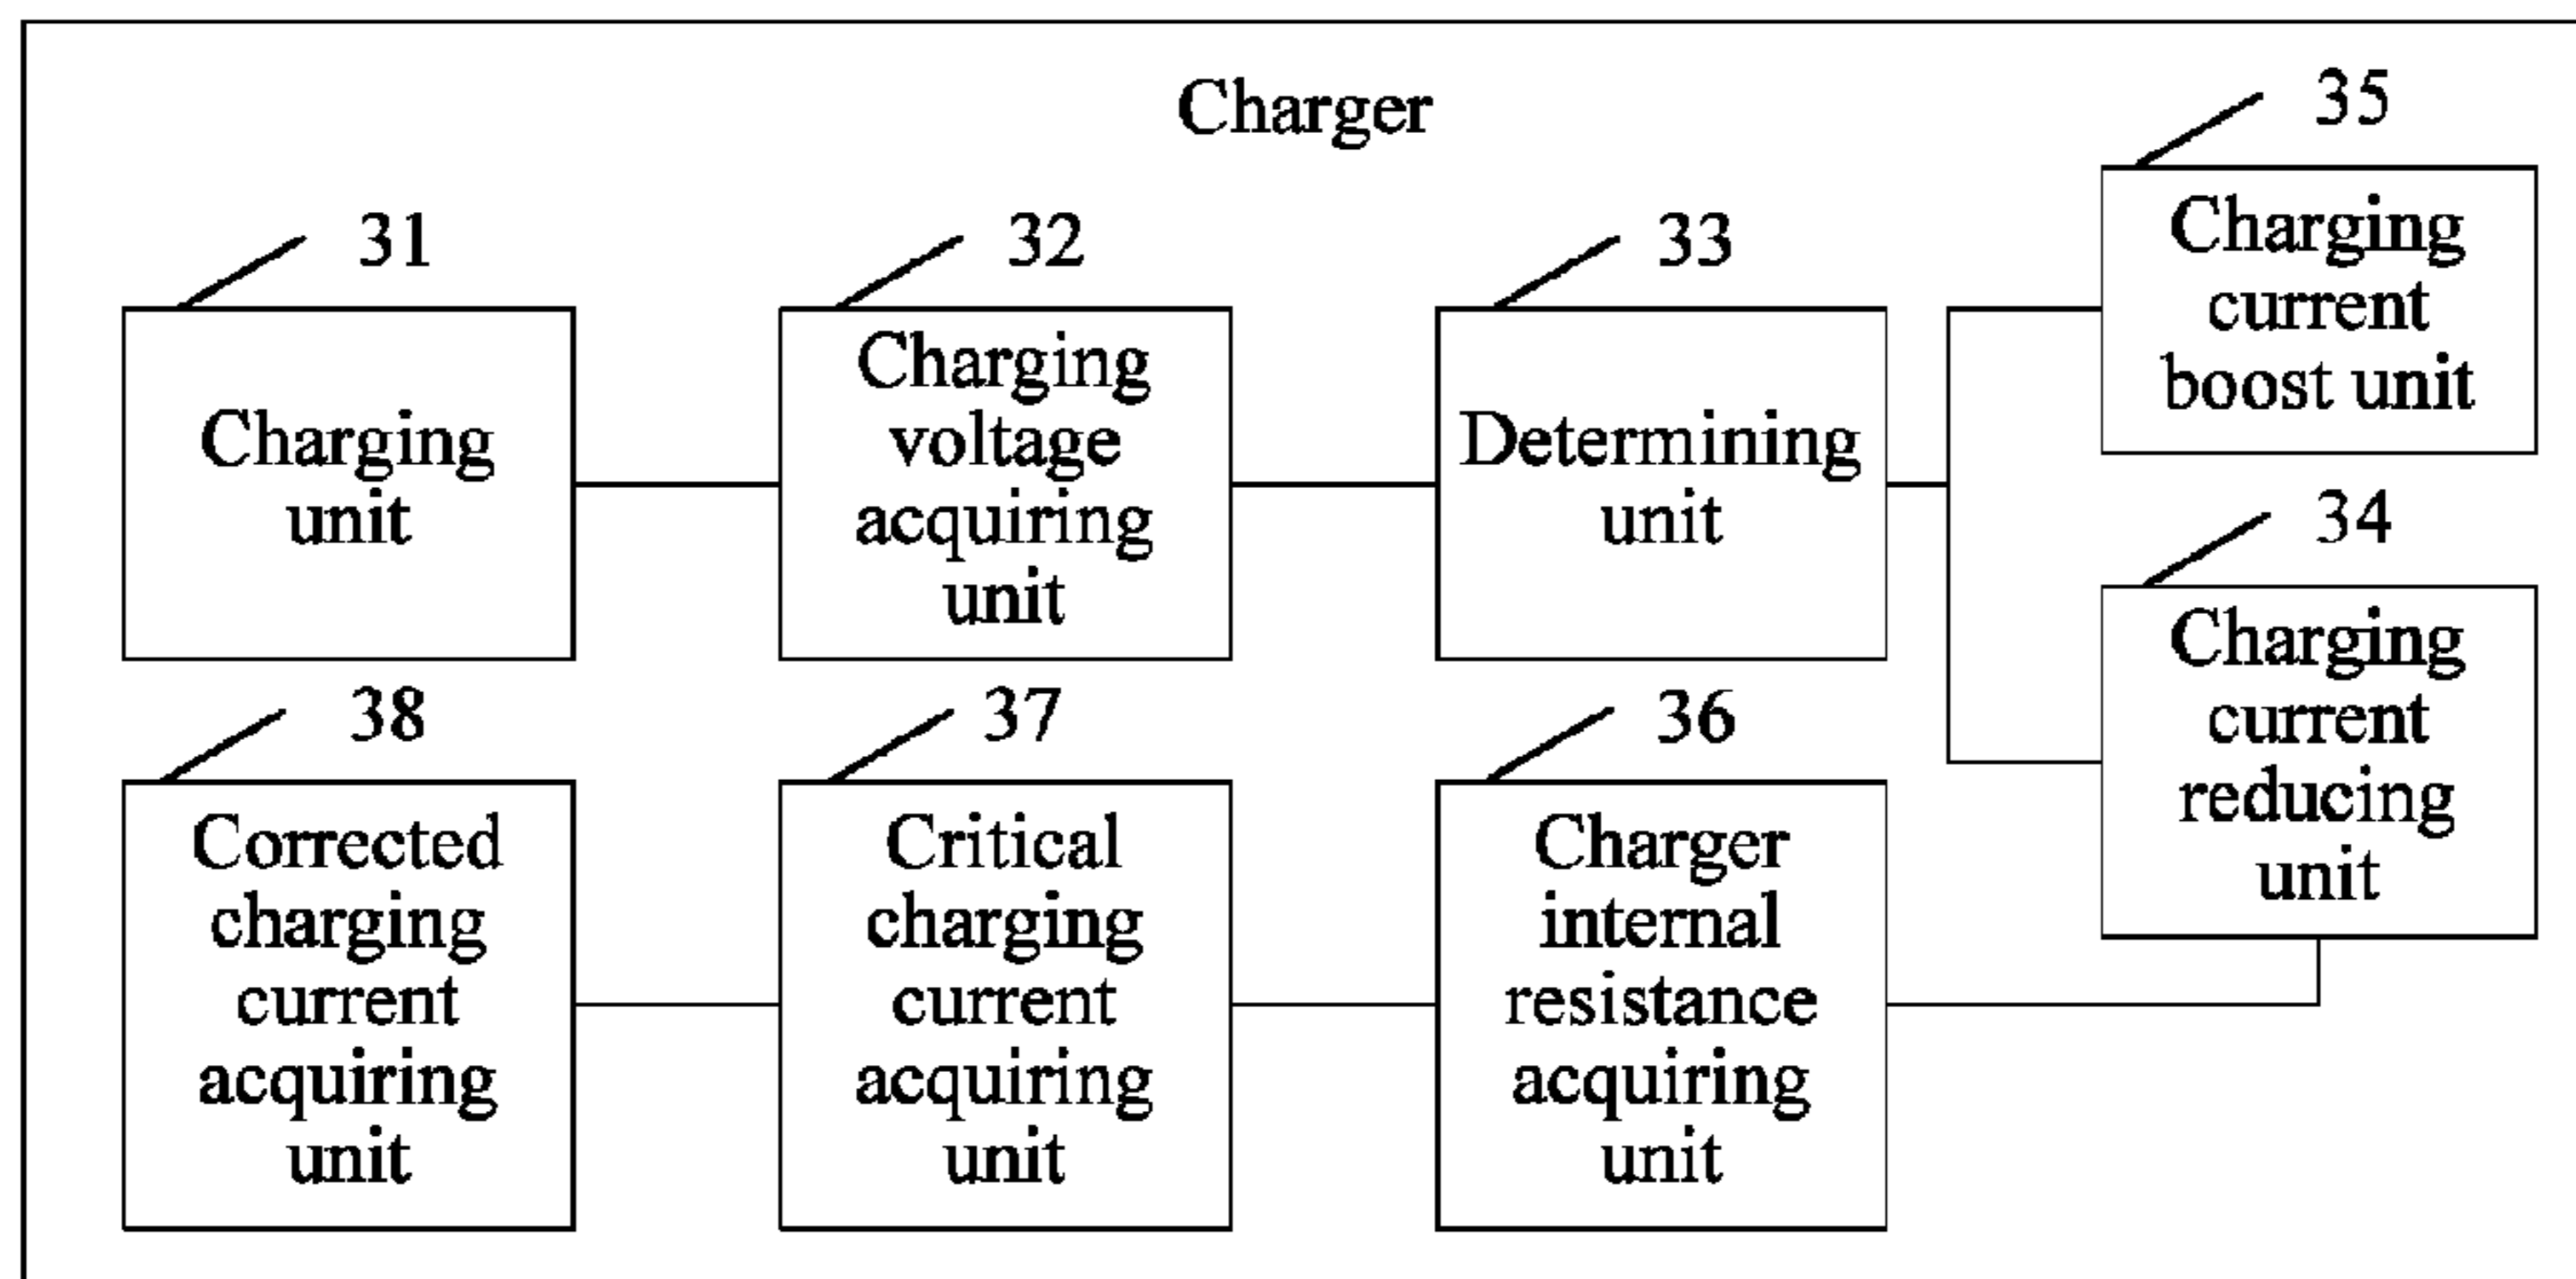 Charger
31
Charging
unit
32
Charging
voltage
acquiring
unit
33
Determining
unit
35
Charging
current
boost unit
34
Charging
current
reducing
unit
38
Corrected
charging
current
acquiring
unit
37
Critical
charging
current
acquiring
unit
36
Charger
internal
resistance
acquiring
unit